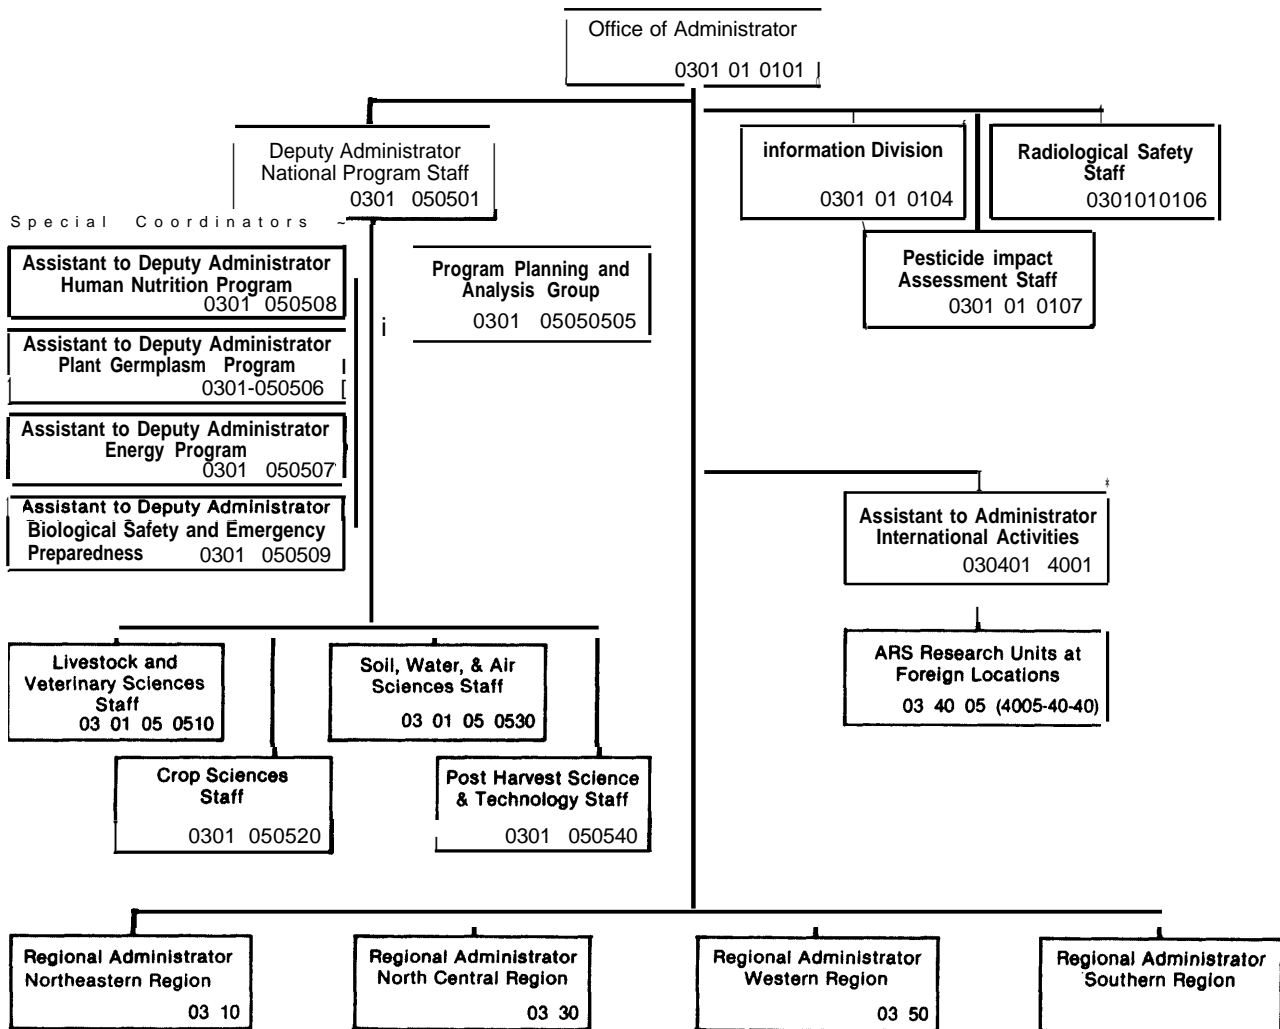 Office of Administrator
0301 01 0101
Deputy Administrator
National Program Staff
0301 050501
information Division
0301 01 0104
Radiological Safety
Staff
0301010106
Pesticide impact
Assessment Staff
0301 01 0107
Special Coordinators
Assistant to Deputy Administrator
Human Nutrition Program
0301 050508
Program Planning and
Analysis Group
0301 05050505
Assistant to Deputy Administrator
Plant Germplasm Program
0301-050506
Assistant to Deputy Administrator
Energy Program
0301 050507
Assistant to Deputy Administrator
Biological Safety and Emergency
Preparedness 0301 050509
Assistant to Administrator
International Activities
030401 4001
ARS Research Units at
Foreign Locations
03 40 05 (4005-40-40)
Livestock and
Veterinary Sciences
Staff
03 01 05 0510
Soil, Water, & Air
Sciences Staff
03 01 05 0530
Crop Sciences
Staff
0301 050520
Post Harvest Science
& Technology Staff
0301 050540
Regional Administrator
Northeastern Region
03 10
Regional Administrator
North Central Region
03 30
Regional Administrator
Western Region
03 50
Regional Administrator
Southern Region